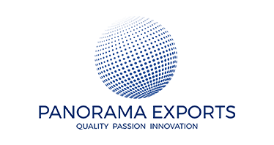 PANORAMA EXPORTS
QUALITY PASSION INNOVATION